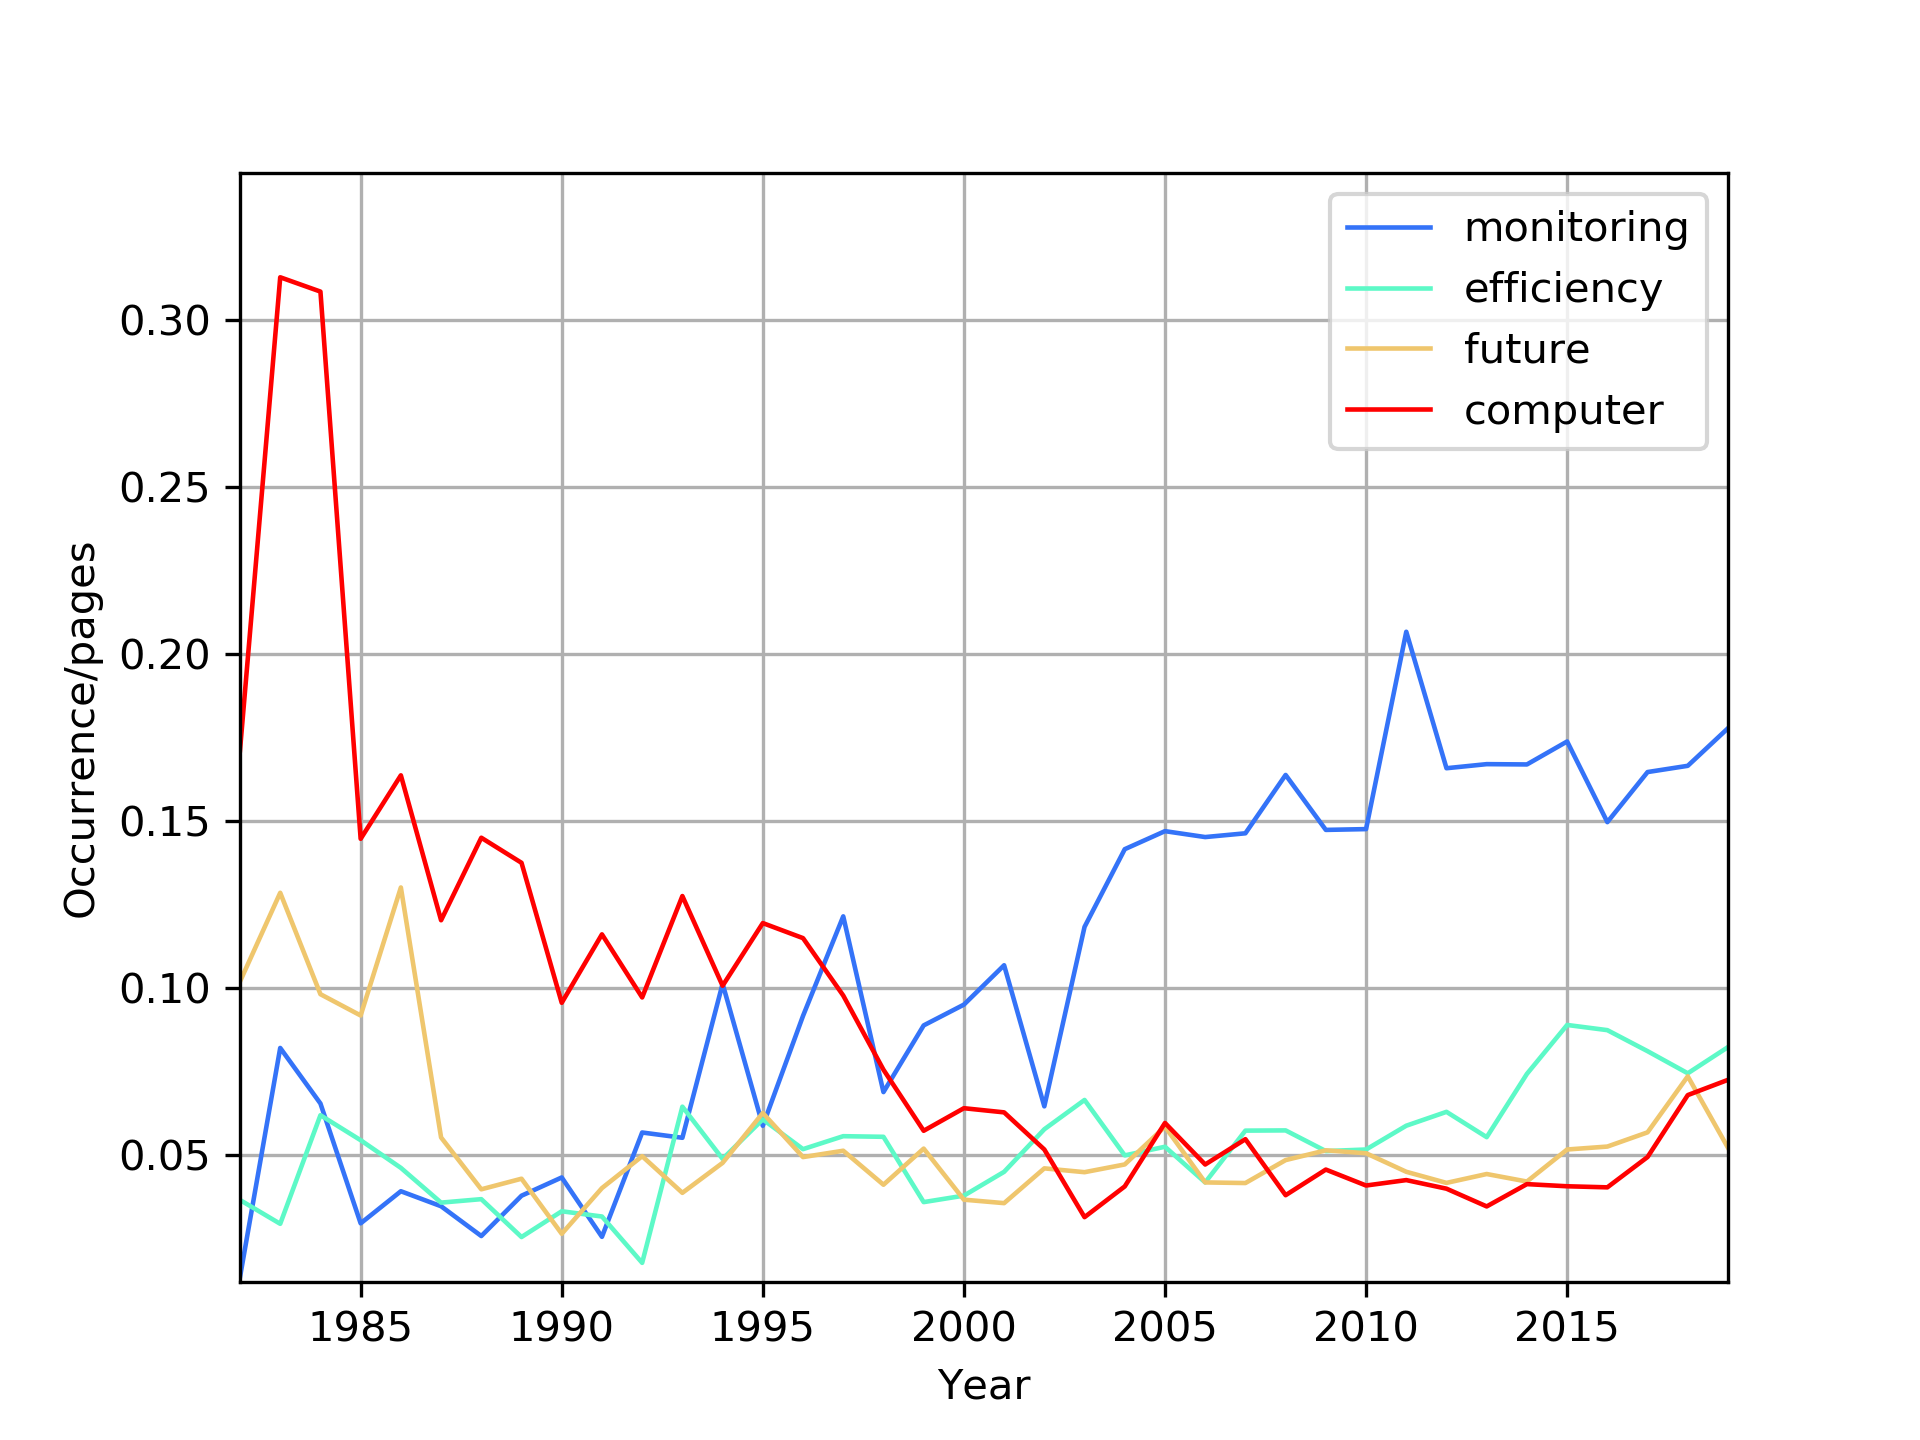 monitoring
efficiency
future
computer
0.30
0.25
0.20
0.15
0.10
0.05
Occurrence/pages
1985 1990 1995 2000 2005 2010 2015
Year